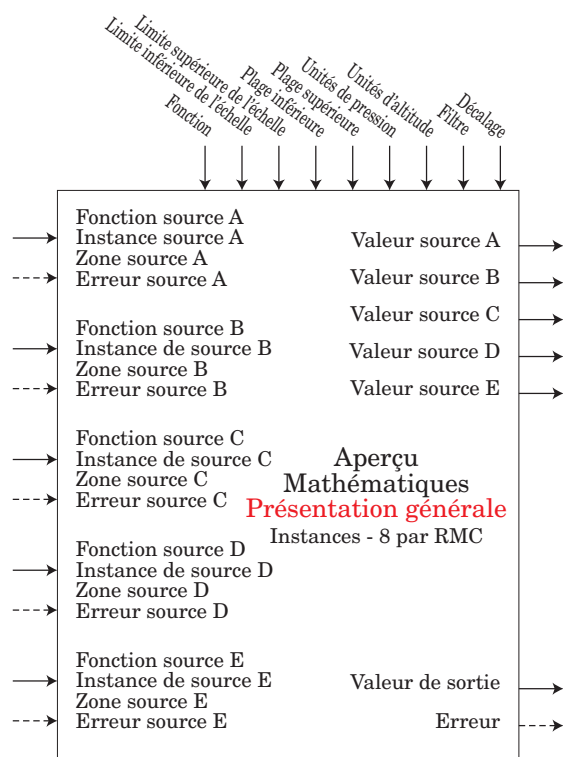 Fonction
Limite inférieure de l'échelle
Limite supérieure de l'échelle
Plage inférieure
Plage supérieure
Unités de pression
Unités d'altitude
Filtre
Décalage
Fonction source A
Instance source A
Zone source A
Erreur source A
Fonction source B
Instance de source B
Zone source B
Erreur source B
Fonction source C
Instance de source C
Zone source C
Erreur source C
Fonction source D
Instance de source D
Zone source D
Erreur source D
Fonction source E
Instance de source E
Zone source E
Erreur source E
Aperçu
Mathématiques
Présentation générale
Instances - 8 par RMC
Valeur source A
Valeur source B
Valeur source C
Valeur source D
Valeur source E
Valeur de sortie
Erreur